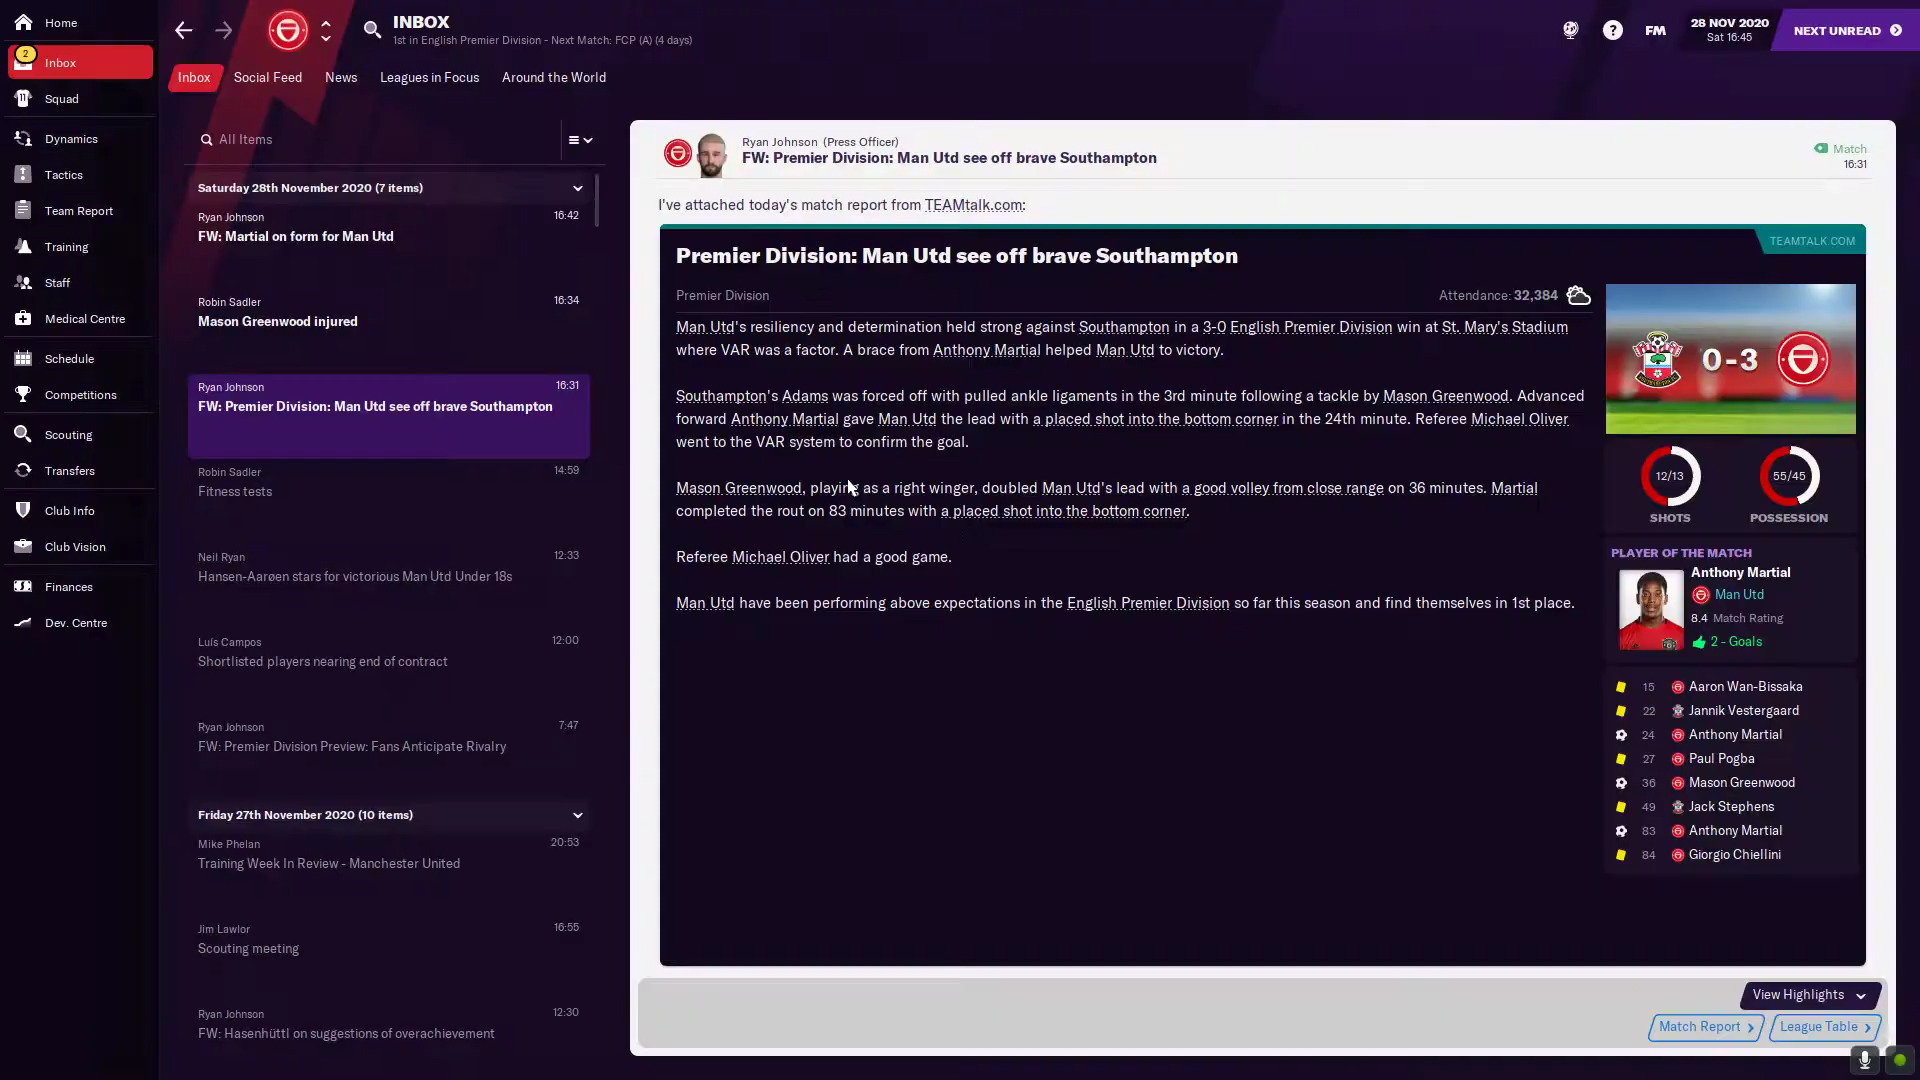 Home
2
Inbox
Squad
Dynamics
Tactics
Team Report
Training
Staff
Medical Centre
Schedule
Competitions
Scouting
Transfers
Club Info
Club Vision
Finances
Dev. Centre
INBOX
1st in English Premier Division - Next Match: FCP (A) (4 days)
?
FM
28 NOV 2020
Sat 16:45
NEXT UNREAD
Inbox
Social Feed
News
Leagues in Focus
Around the World
All Items
Saturday 28th November 2020 (7 items)
Ryan Johnson 16:42
FW: Martial on form for Man Utd
Robin Sadler 16:34
Mason Greenwood injured
Ryan Johnson 16:31
FW: Premier Division: Man Utd see off brave Southampton
Robin Sadler 14:59
Fitness tests
Neil Ryan 12:33
Hansen-Aarøen stars for victorious Man Utd Under 18s
Luís Campos 12:00
Shortlisted players nearing end of contract
Ryan Johnson 7:47
FW: Premier Division Preview: Fans Anticipate Rivalry
Friday 27th November 2020 (10 items)
Mike Phelan 20:53
Training Week In Review - Manchester United
Jim Lawlor 16:55
Scouting meeting
Ryan Johnson 12:30
FW: Hasenhüttl on suggestions of overachievement
Ryan Johnson (Press Officer)
FW: Premier Division: Man Utd see off brave Southampton
Match
16:31
I've attached today's match report from TEAMtalk.com:
TEAMTALK.COM
Premier Division: Man Utd see off brave Southampton
Premier Division
Attendance: 32,384
Man Utd's resiliency and determination held strong against Southampton in a 3-0 English Premier Division win at St. Mary's Stadium
where VAR was a factor. A brace from Anthony Martial helped Man Utd to victory.
Southampton's Adams was forced off with pulled ankle ligaments in the 3rd minute following a tackle by Mason Greenwood. Advanced
forward Anthony Martial gave Man Utd the lead with a placed shot into the bottom corner in the 24th minute. Referee Michael Oliver
went to the VAR system to confirm the goal.
Mason Greenwood, playing as a right winger, doubled Man Utd's lead with a good volley from close range on 36 minutes. Martial
completed the rout on 83 minutes with a placed shot into the bottom corner.
Referee Michael Oliver had a good game.
Man Utd have been performing above expectations in the English Premier Division so far this season and find themselves in 1st place.
0-3
12/13
SHOTS
55/45
POSSESSION
PLAYER OF THE MATCH
Anthony Martial
Man Utd
8.4 Match Rating
2 - Goals
15 Aaron Wan-Bissaka
22 Jannik Vestergaard
24 Anthony Martial
27 Paul Pogba
36 Mason Greenwood
49 Jack Stephens
83 Anthony Martial
84 Giorgio Chiellini
View Highlights
Match Report
League Table